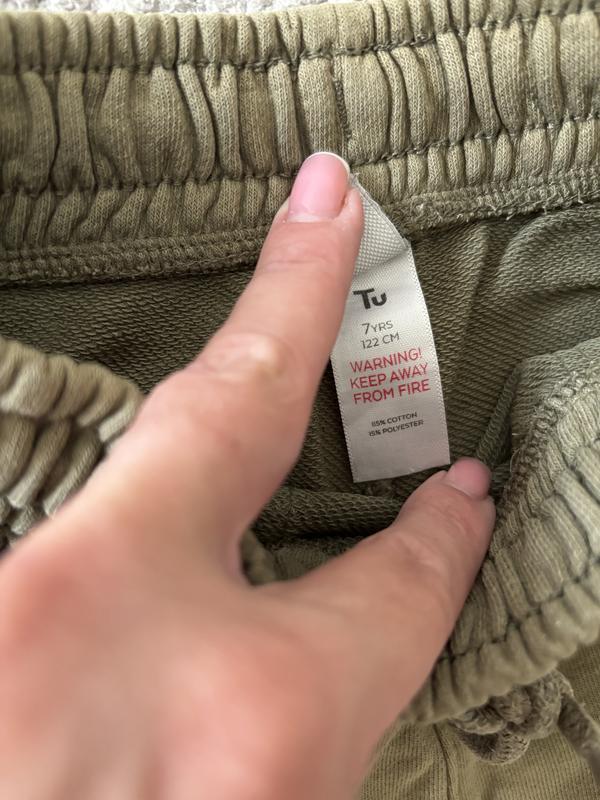 Tu
7YRS
122 CM
WARNING!
KEEP AWAY
FROM FIRE
85% COTTON
15% POLYESTER